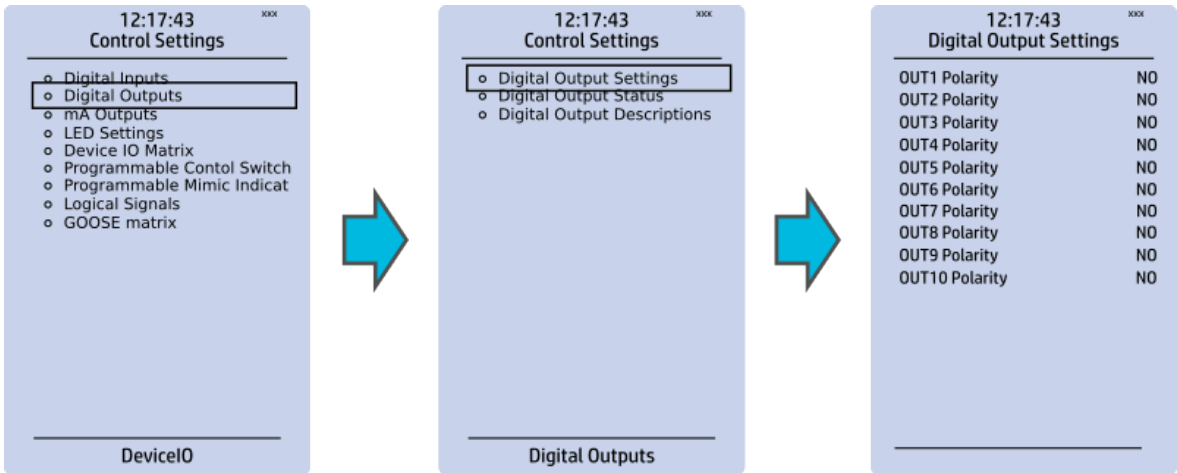 12:17:43 xxx
Control Settings
Digital Inputs
Digital Outputs
mA Outputs
LED Settings
Device IO Matrix
Programmable Contol Switch
Programmable Mimic Indicat
Logical Signals
GOOSE matrix
DeviceIO
12:17:43 xxx
Control Settings
Digital Output Settings
Digital Output Status
Digital Output Descriptions
Digital Outputs
12:17:43 xxx
Digital Output Settings
OUT1 Polarity NO
OUT2 Polarity NO
OUT3 Polarity NO
OUT4 Polarity NO
OUT5 Polarity NO
OUT6 Polarity NO
OUT7 Polarity NO
OUT8 Polarity NO
OUT9 Polarity NO
OUT10 Polarity NO